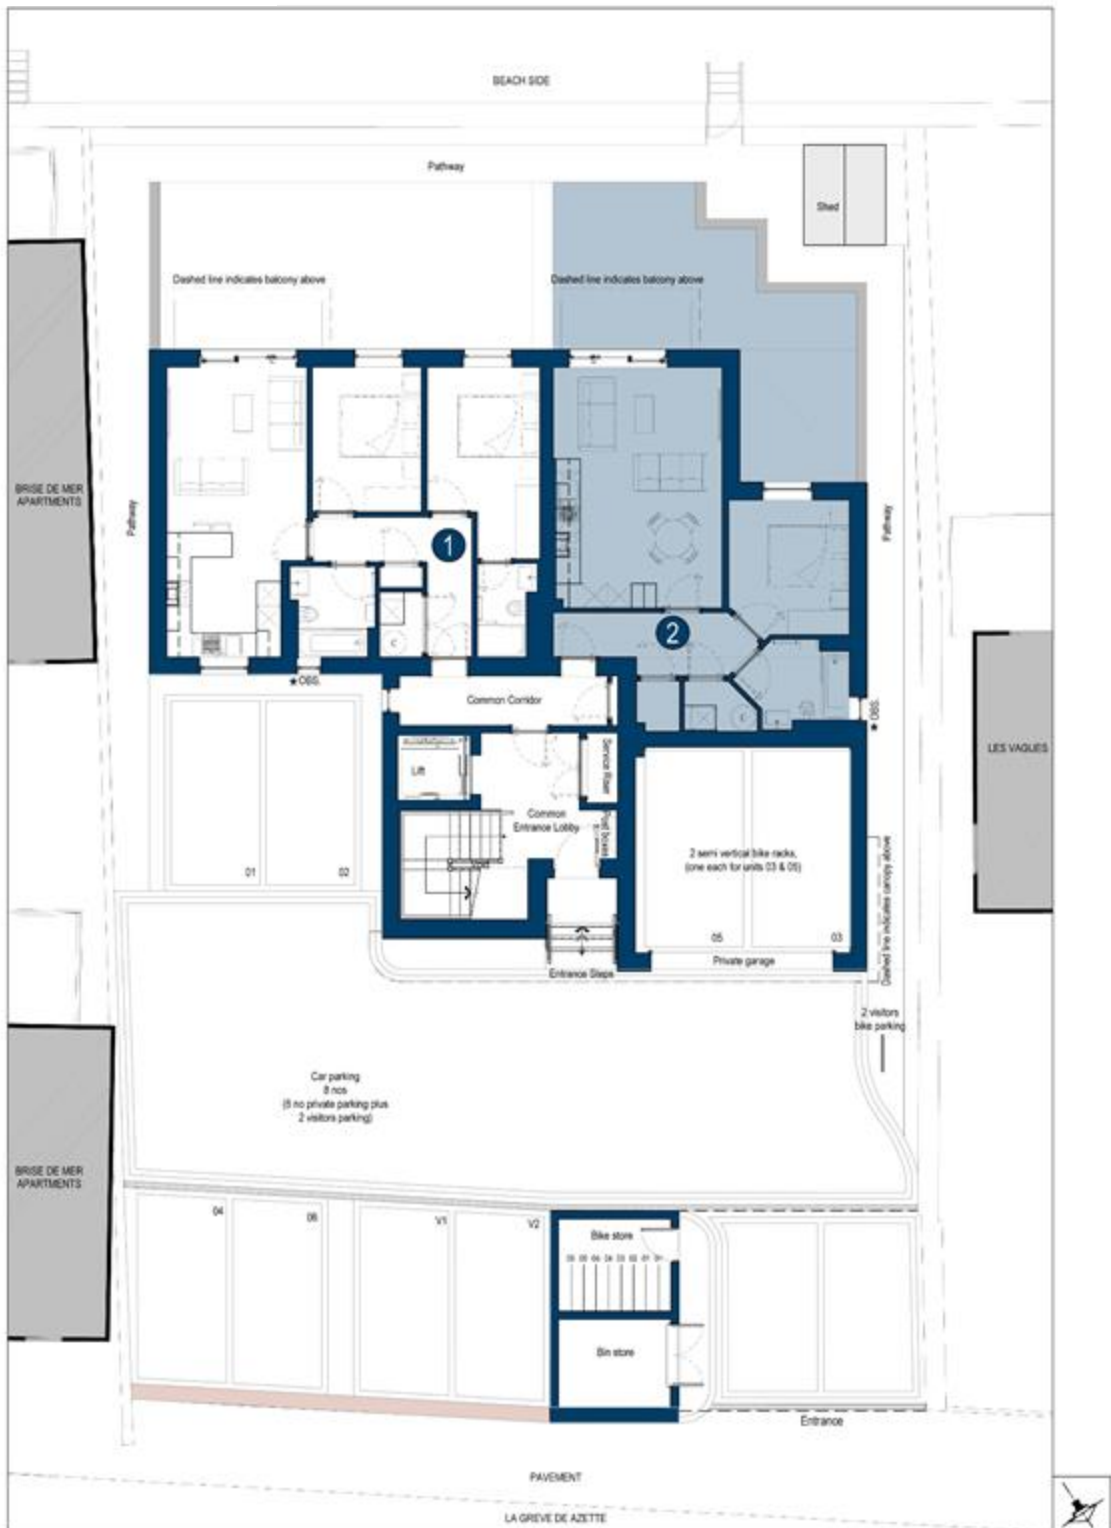 BEACH SIDE
Pathway
Shed
Dashed line indicates balcony above
Dashed line indicates balcony above
BRISE DE MER
APARTMENTS
Pathway
Pathway
1
2
C
C
★ OBS.
★ OBS.
Common Corridor
LES VAGUES
Lift
Service Riser
Common
Entrance Lobby
Post boxes
2 semi vertical bike racks,
(one each for units 03 & 05)
01
02
05
03
Private garage
Entrance Steps
Dashed line indicates canopy above
2 visitors
bike parking
Car parking
8 nos
(6 no private parking plus
2 visitors parking)
BRISE DE MER
APARTMENTS
04
06
V1
V2
Bike store
Bin store
Entrance
PAVEMENT
LA GREVE DE AZETTE